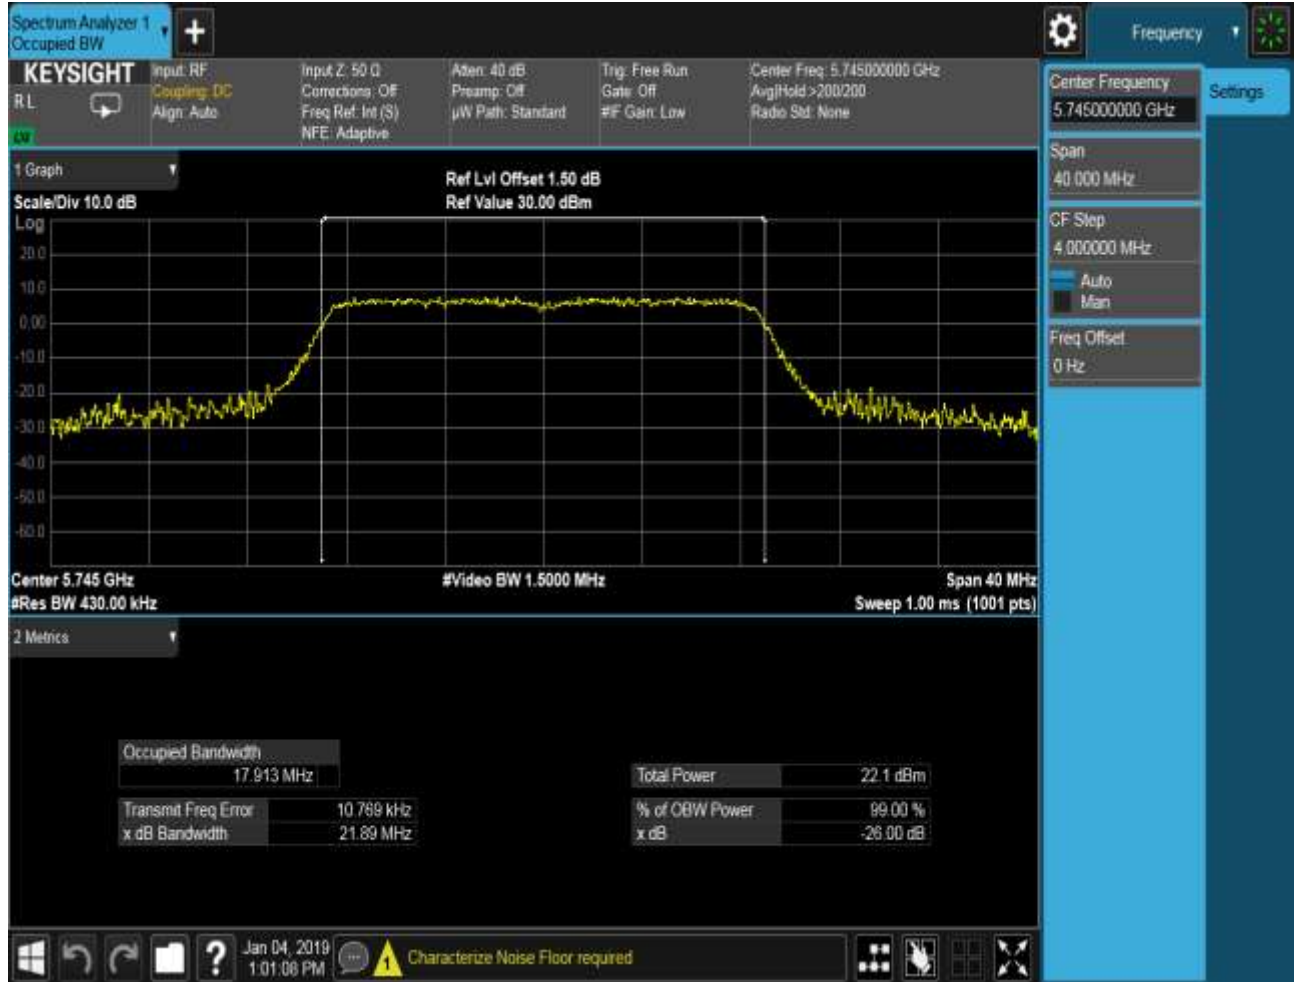 Spectrum Analyzer 1
Occupied BW
+
Frequency
KEYSIGHT
R L
Input: RF
Coupling: DC
Align: Auto
Input Z: 50 Ω
Corrections: Off
Freq Ref: Int (S)
NFE: Adaptive
Atten: 40 dB
Preamp: Off
µW Path: Standard
Trig: Free Run
Gate: Off
#IF Gain: Low
Center Freq: 5.745000000 GHz
Avg|Hold:>200/200
Radio Std: None
Center Frequency
5.745000000 GHz
Settings
Span
40.000 MHz
CF Step
4.000000 MHz
Auto
Man
Freq Offset
0 Hz
1 Graph
Scale/Div 10.0 dB
Ref Lvl Offset 1.50 dB
Ref Value 30.00 dBm
Log
20.0
10.0
0.00
-10.0
-20.0
-30.0
-40.0
-50.0
-60.0
Center 5.745 GHz
#Video BW 1.5000 MHz
Span 40 MHz
#Res BW 430.00 kHz
Sweep 1.00 ms (1001 pts)
2 Metrics
Occupied Bandwidth
17.913 MHz
Total Power 22.1 dBm
Transmit Freq Error 10.769 kHz
% of OBW Power 99.00 %
x dB Bandwidth 21.89 MHz
x dB -26.00 dB
?
Jan 04, 2019
1:01:08 PM
1
Characterize Noise Floor required